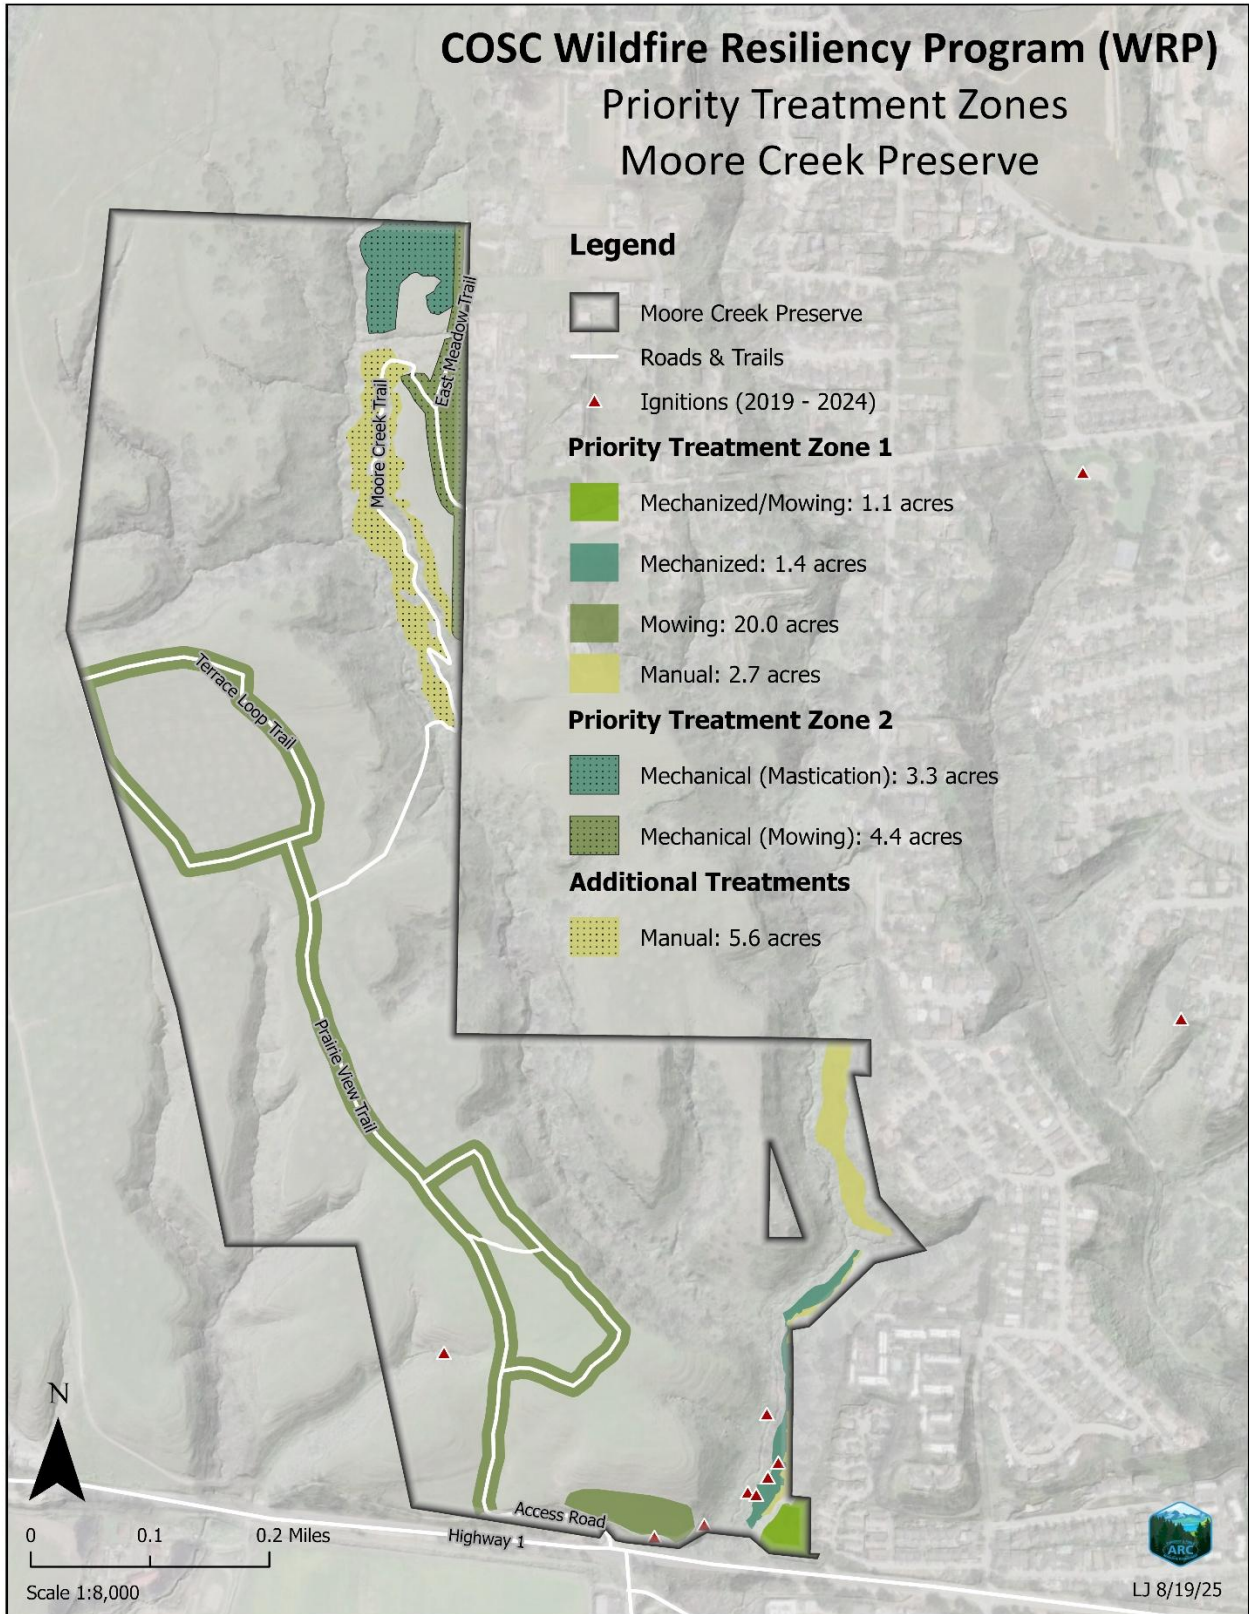 COSC Wildfire Resiliency Program (WRP)
Priority Treatment Zones
Moore Creek Preserve
Legend
Moore Creek Preserve
Roads & Trails
Ignitions (2019 - 2024)
Priority Treatment Zone 1
Mechanized/Mowing: 1.1 acres
Mechanized: 1.4 acres
Mowing: 20.0 acres
Manual: 2.7 acres
Priority Treatment Zone 2
Mechanical (Mastication): 3.3 acres
Mechanical (Mowing): 4.4 acres
Additional Treatments
Manual: 5.6 acres
East Meadow Trail
Moore Creek Trail
Terrace Loop Trail
Prairie View Trail
Access Road
Highway 1
N
0 0.1 0.2 Miles
Scale 1:8,000
ARC
LJ 8/19/25